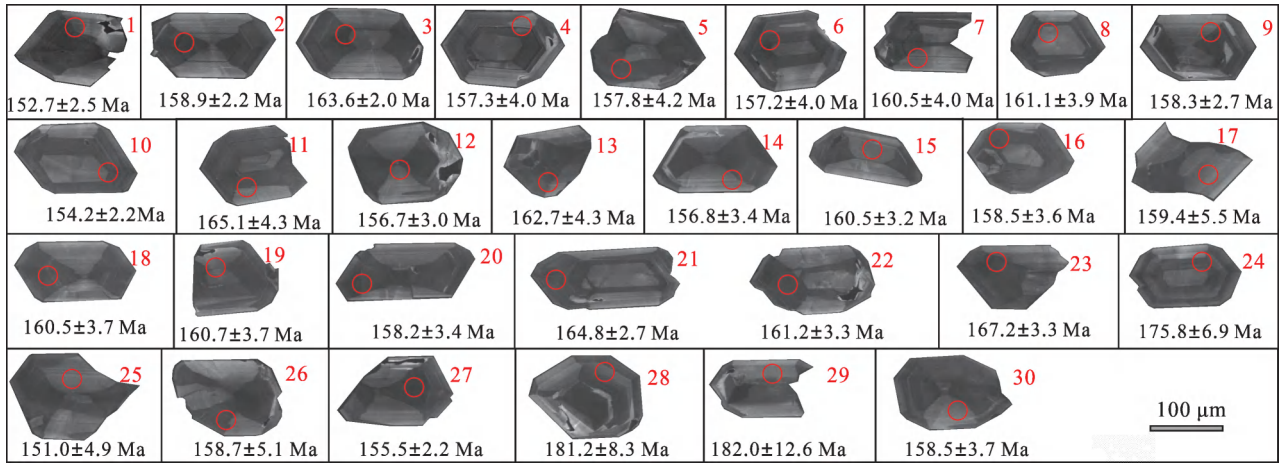 1 2 3 4 5 6 7 8 9
152.7±2.5 Ma 158.9±2.2 Ma 163.6±2.0 Ma 157.3±4.0 Ma 157.8±4.2 Ma 157.2±4.0 Ma 160.5±4.0 Ma 161.1±3.9 Ma 158.3±2.7 Ma
10 11 12 13 14 15 16 17
154.2±2.2Ma 165.1±4.3 Ma 156.7±3.0 Ma 162.7±4.3 Ma 156.8±3.4 Ma 160.5±3.2 Ma 158.5±3.6 Ma 159.4±5.5 Ma
18 19 20 21 22 23 24
160.5±3.7 Ma 160.7±3.7 Ma 158.2±3.4 Ma 164.8±2.7 Ma 161.2±3.3 Ma 167.2±3.3 Ma 175.8±6.9 Ma
25 26 27 28 29 30
100 μm
151.0±4.9 Ma 158.7±5.1 Ma 155.5±2.2 Ma 181.2±8.3 Ma 182.0±12.6 Ma 158.5±3.7 Ma